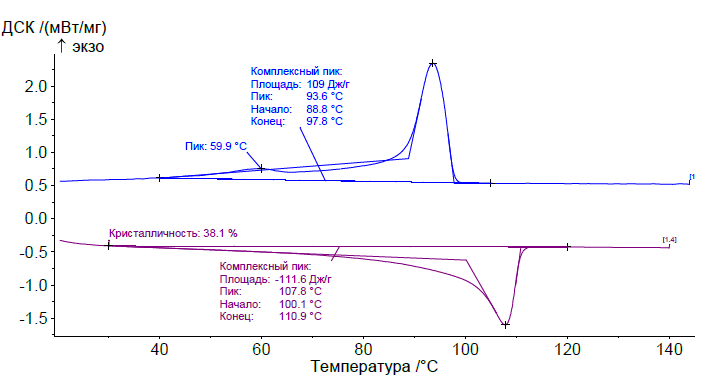 ДСК /(мВт/мг)
↑ экзо
Комплексный пик:
Площадь: 109 Дж/г
Пик: 93.6 °C
Начало: 88.8 °C
Конец: 97.8 °C
Пик: 59.9 °C
[1
Кристалличность: 38.1 %
[1.4]
Комплексный пик:
Площадь: -111.6 Дж/г
Пик: 107.8 °C
Начало: 100.1 °C
Конец: 110.9 °C
2.0
1.5
1.0
0.5
0.0
-0.5
-1.0
-1.5
40 60 80 100 120 140
Температура /°C